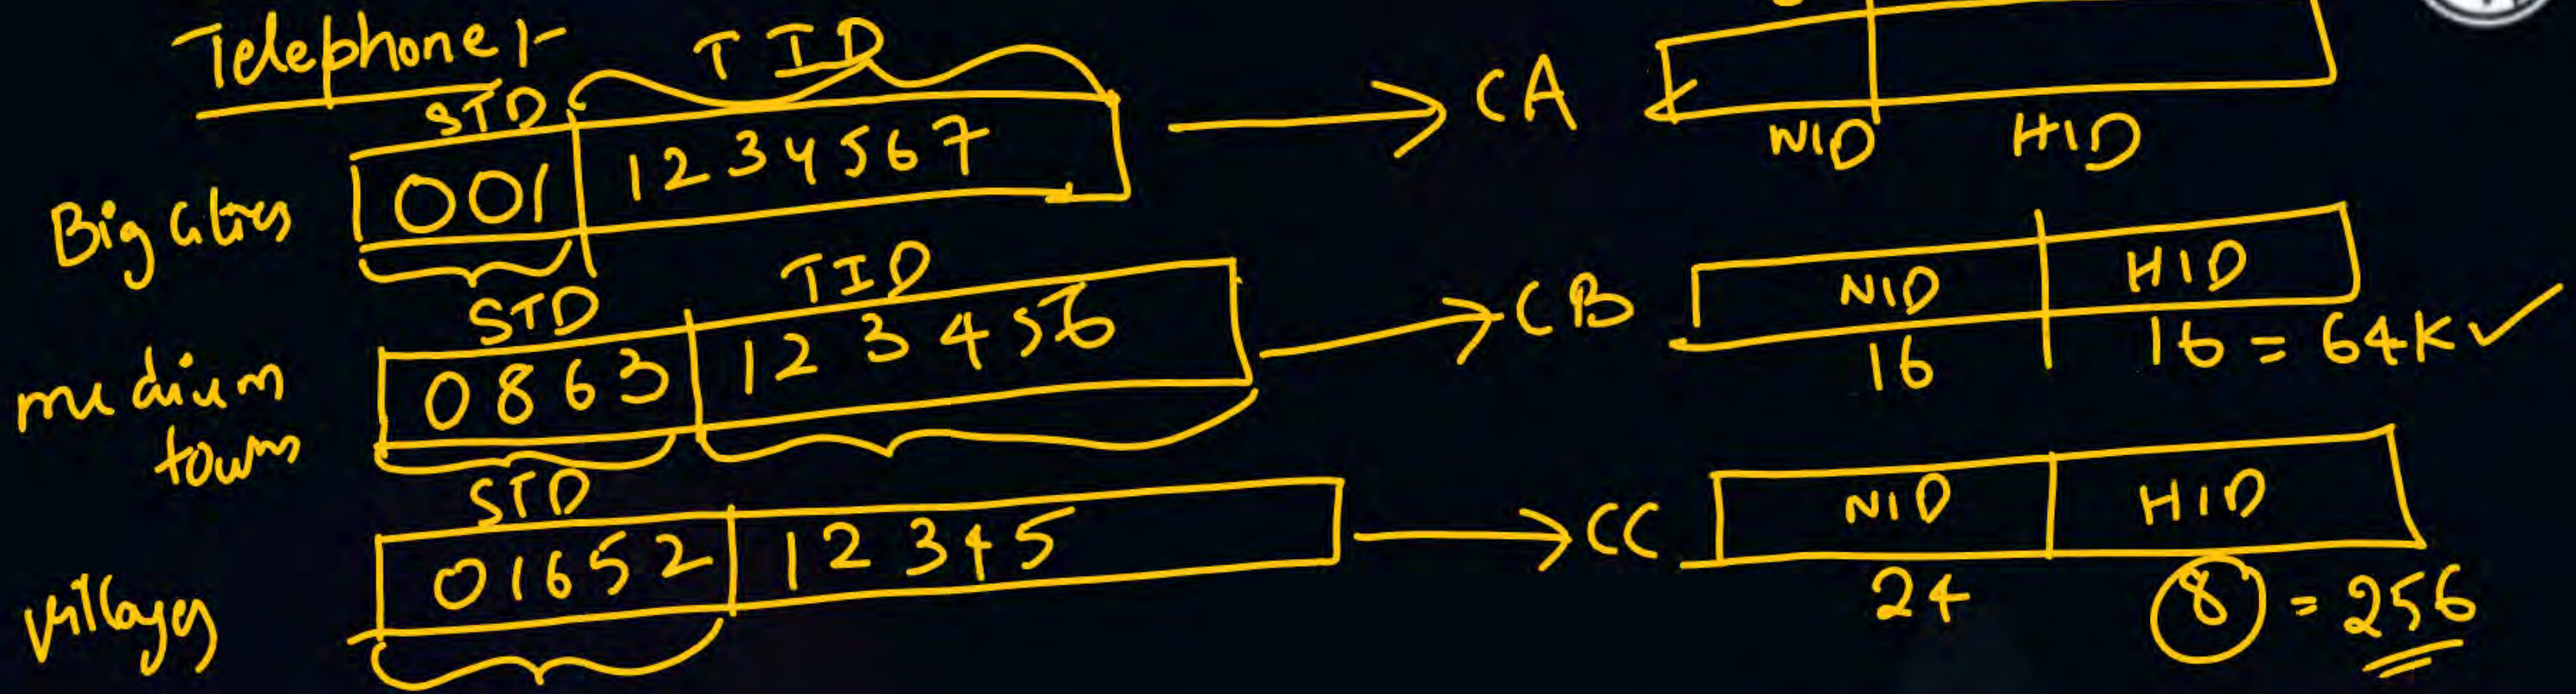 Telephone :-
STD TID
Big cities 001 1234567 → CA
NID HID
STD TID
medium towns 0863 123456 → CB NID HID
16 16 = 64K ✓
STD
villages 01652 12345 → CC NID HID
24 8 = 256